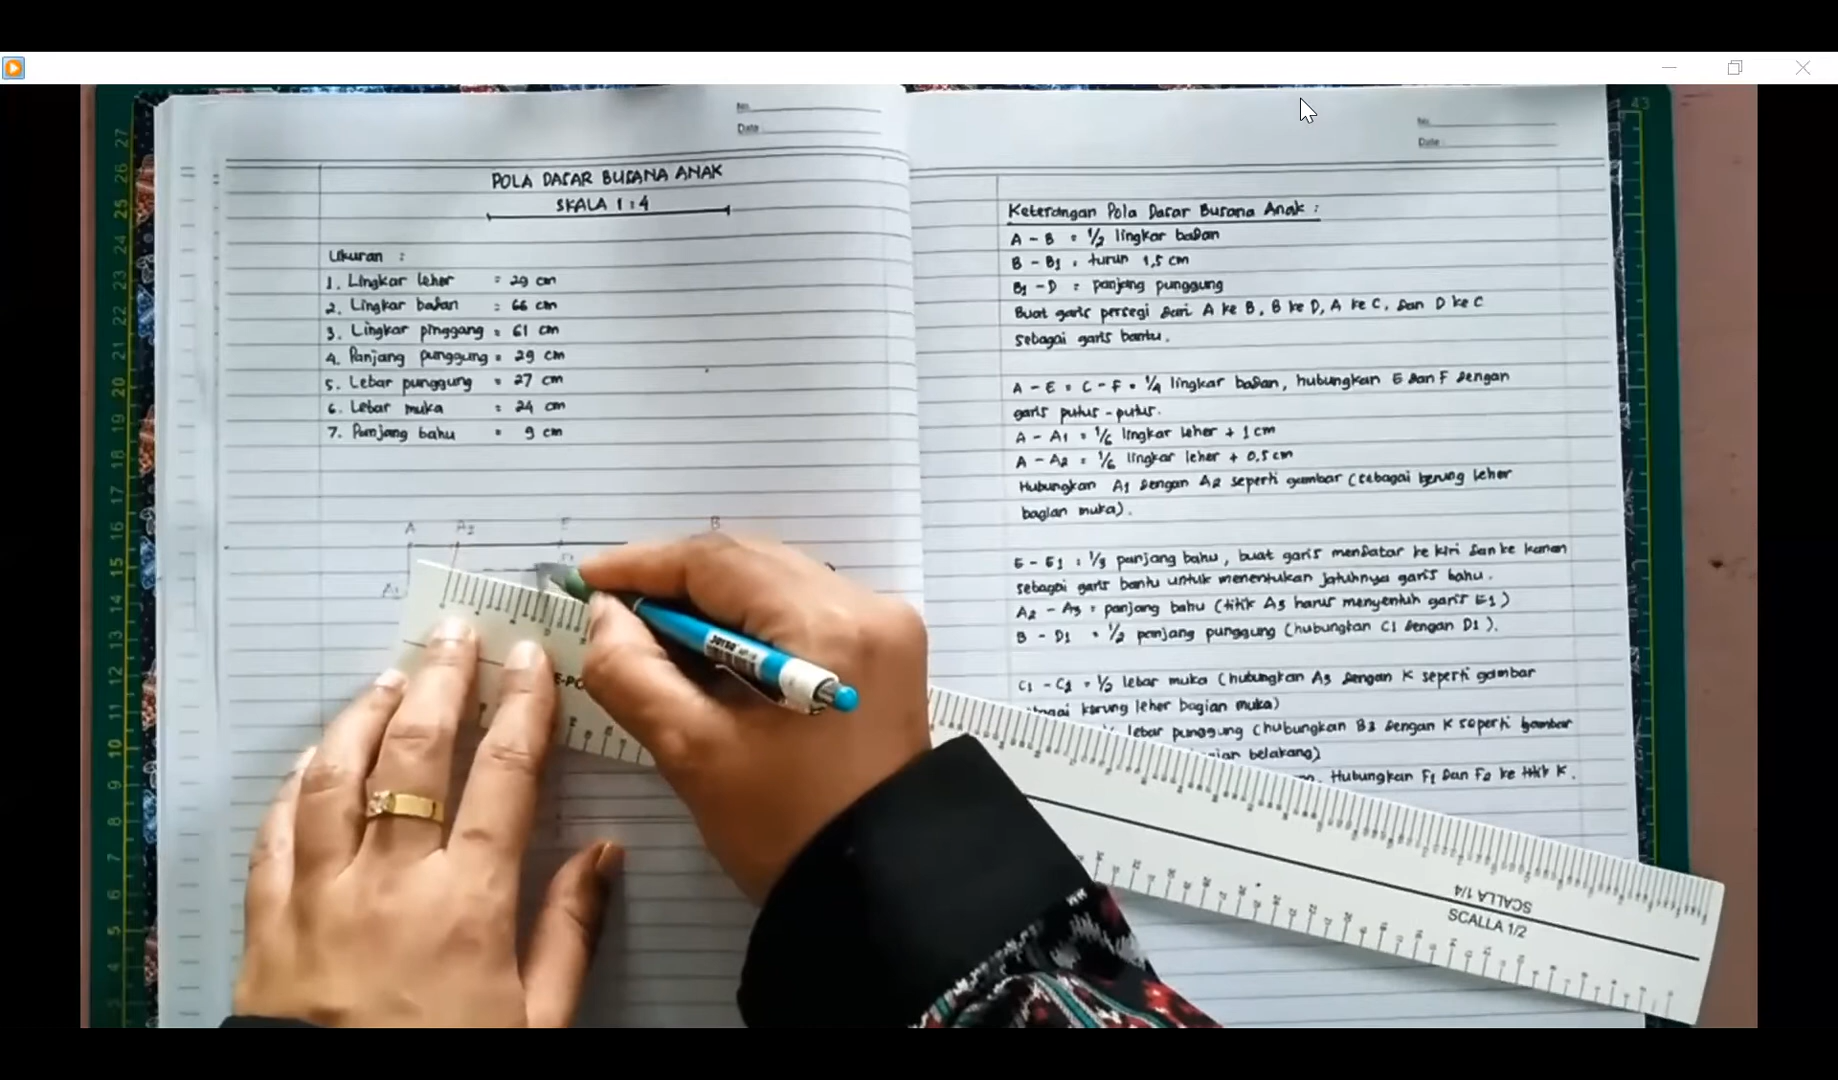 No.
Date :
POLA DASAR BUSANA ANAK
SKALA 1 : 4
Ukuran :
1. Lingkar leher = 29 cm
2. Lingkar badan = 66 cm
3. Lingkar pinggang = 61 cm
4. Panjang punggung = 29 cm
5. Lebar punggung = 27 cm
6. Lebar muka = 24 cm
7. Panjang bahu = 9 cm
A A2 E B
A1
No.
Date :
Keterangan Pola Dasar Busana Anak :
A - B = 1/2 lingkar badan
B - B1 = turun 1,5 cm
B1 - D = panjang punggung
Buat garis persegi dari A ke B, B ke D, A ke C, dan D ke C
sebagai garis bantu.
A - E = C - F = 1/4 lingkar badan, hubungkan E dan F dengan
garis putus - putus.
A - A1 = 1/6 lingkar leher + 1 cm
A - A2 = 1/6 lingkar leher + 0,5 cm
Hubungkan A1 dengan A2 seperti gambar (sebagai kerung leher
bagian muka).
E - E1 = 1/3 panjang bahu, buat garis mendatar ke kiri dan ke kanan
sebagai garis bantu untuk menentukan jatuhnya garis bahu.
A2 - A3 = panjang bahu (titik A3 harus menyentuh garis E1)
B - D1 = 1/2 panjang punggung (hubungkan C1 dengan D1).
C1 - C2 = 1/2 lebar muka (hubungkan A3 dengan K seperti gambar
kerung leher bagian muka)
lebar punggung (hubungkan B3 dengan K seperti gambar
belakang)
Hubungkan F1 dan F2 ke titik K.
SCALLA 1/4
SCALLA 1/2